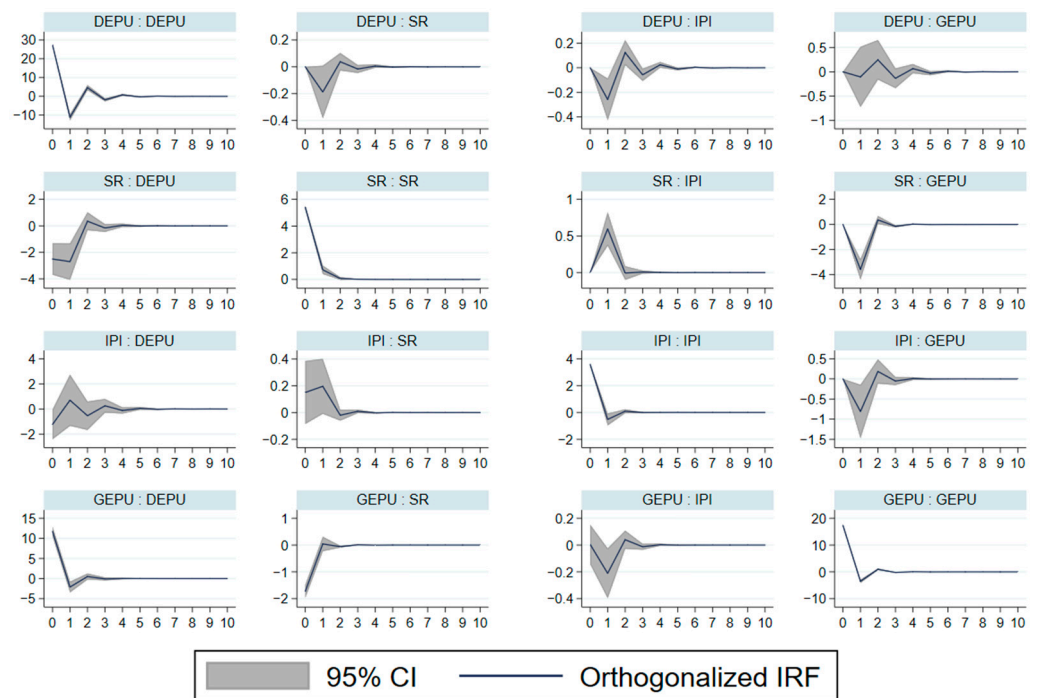 DEPU : DEPU DEPU : SR DEPU : IPI DEPU : GEPU
30 20 10 0 −10
0.2 0 −0.2 −0.4
0.2 0 −0.2 −0.4
0.5 0 −0.5 −1
0 1 2 3 4 5 6 7 8 9 10 0 1 2 3 4 5 6 7 8 9 10 0 1 2 3 4 5 6 7 8 9 10 0 1 2 3 4 5 6 7 8 9 10
SR : DEPU SR : SR SR : IPI SR : GEPU
2 0 −2 −4
6 4 2 0
1 0.5 0
2 0 −2 −4
0 1 2 3 4 5 6 7 8 9 10 0 1 2 3 4 5 6 7 8 9 10 0 1 2 3 4 5 6 7 8 9 10 0 1 2 3 4 5 6 7 8 9 10
IPI : DEPU IPI : SR IPI : IPI IPI : GEPU
4 2 0 −2
0.4 0.2 0 −0.2
4 2 0 −2
0.5 0 −0.5 −1 −1.5
0 1 2 3 4 5 6 7 8 9 10 0 1 2 3 4 5 6 7 8 9 10 0 1 2 3 4 5 6 7 8 9 10 0 1 2 3 4 5 6 7 8 9 10
GEPU : DEPU GEPU : SR GEPU : IPI GEPU : GEPU
15 10 5 0 −5
1 0 −1 −2
0.2 0 −0.2 −0.4
20 10 0 −10
0 1 2 3 4 5 6 7 8 9 10 0 1 2 3 4 5 6 7 8 9 10 0 1 2 3 4 5 6 7 8 9 10 0 1 2 3 4 5 6 7 8 9 10
95% CI Orthogonalized IRF